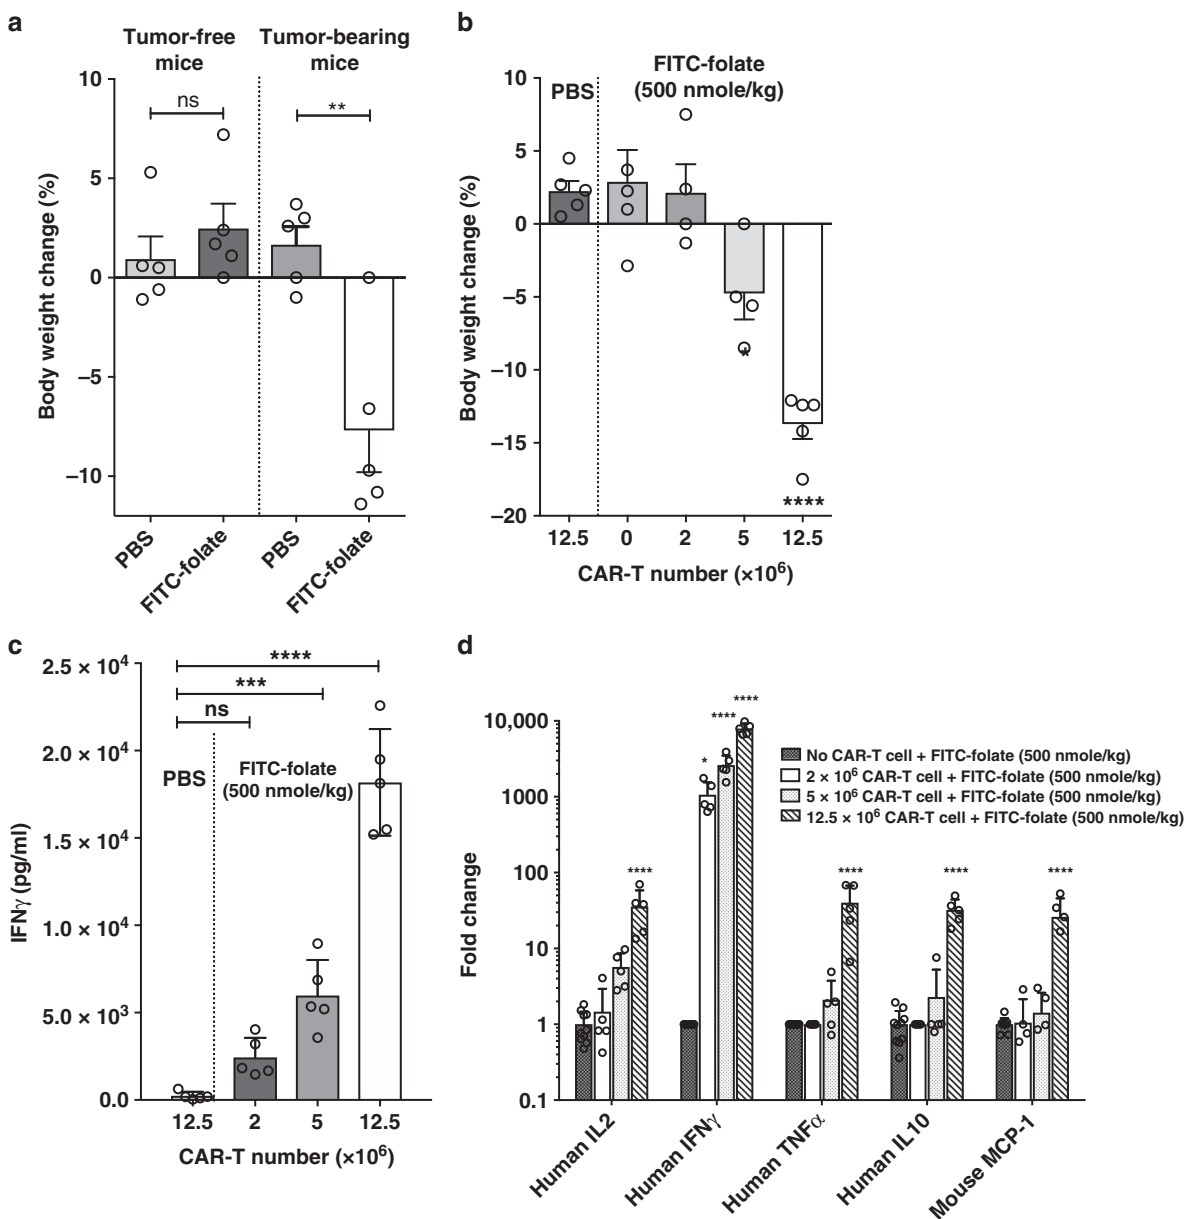 a
Tumor-free mice
Tumor-bearing mice
10
5
0
−5
−10
Body weight change (%)
ns
**
PBS
FITC-folate
PBS
FITC-folate
b
PBS
FITC-folate
(500 nmole/kg)
10
5
0
−5
−10
−15
−20
Body weight change (%)
*
****
12.5 0 2 5 12.5
CAR-T number (×10⁶)
c
****
***
ns
PBS
FITC-folate
(500 nmole/kg)
2.5 × 10⁴
2.0 × 10⁴
1.5 × 10⁴
1.0 × 10⁴
5.0 × 10³
0.0
IFNγ (pg/ml)
12.5 2 5 12.5
CAR-T number (×10⁶)
d
10,000
1000
100
10
1
0.1
Fold change
****
*
****
****
****
****
****
No CAR-T cell + FITC-folate (500 nmole/kg)
2 × 10⁶ CAR-T cell + FITC-folate (500 nmole/kg)
5 × 10⁶ CAR-T cell + FITC-folate (500 nmole/kg)
12.5 × 10⁶ CAR-T cell + FITC-folate (500 nmole/kg)
Human IL2
Human IFNγ
Human TNFα
Human IL10
Mouse MCP-1